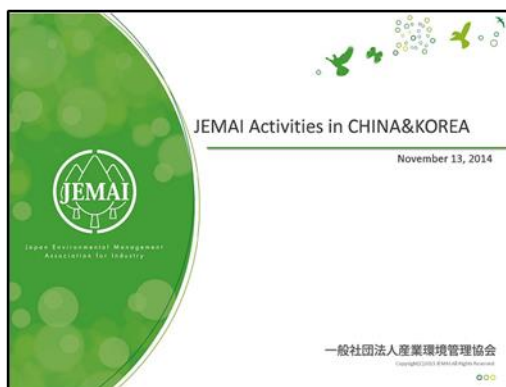 JEMAI Activities in CHINA&KOREA
November 13, 2014
JEMAI
Japan Environmental Management
Association for Industry
一般社団法人産業環境管理協会